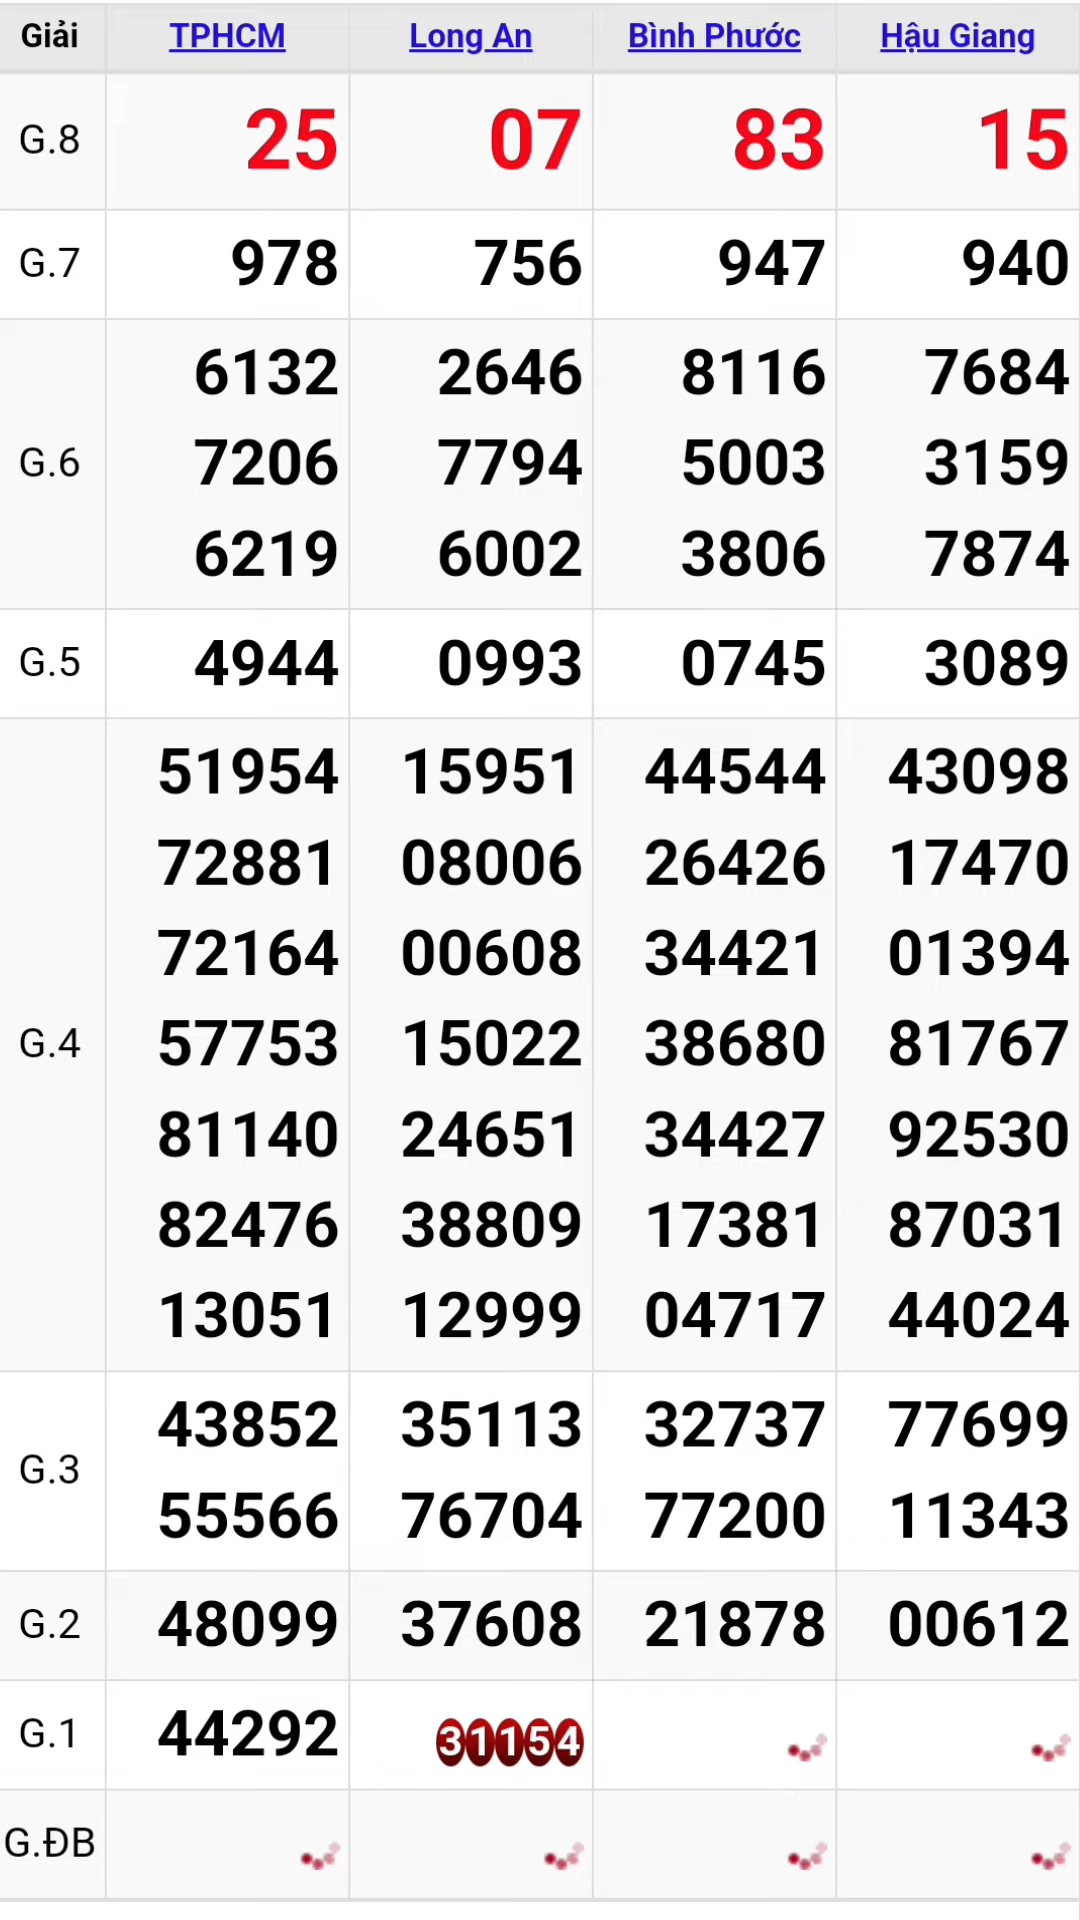 Giải TPHCM Long An Bình Phước Hậu Giang
G.8 25 07 83 15
G.7 978 756 947 940
6132 2646 8116 7684
G.6 7206 7794 5003 3159
6219 6002 3806 7874
G.5 4944 0993 0745 3089
51954 15951 44544 43098
72881 08006 26426 17470
72164 00608 34421 01394
G.4 57753 15022 38680 81767
81140 24651 34427 92530
82476 38809 17381 87031
13051 12999 04717 44024
G.3 43852 35113 32737 77699
55566 76704 77200 11343
G.2 48099 37608 21878 00612
G.1 44292 31154
G.ĐB